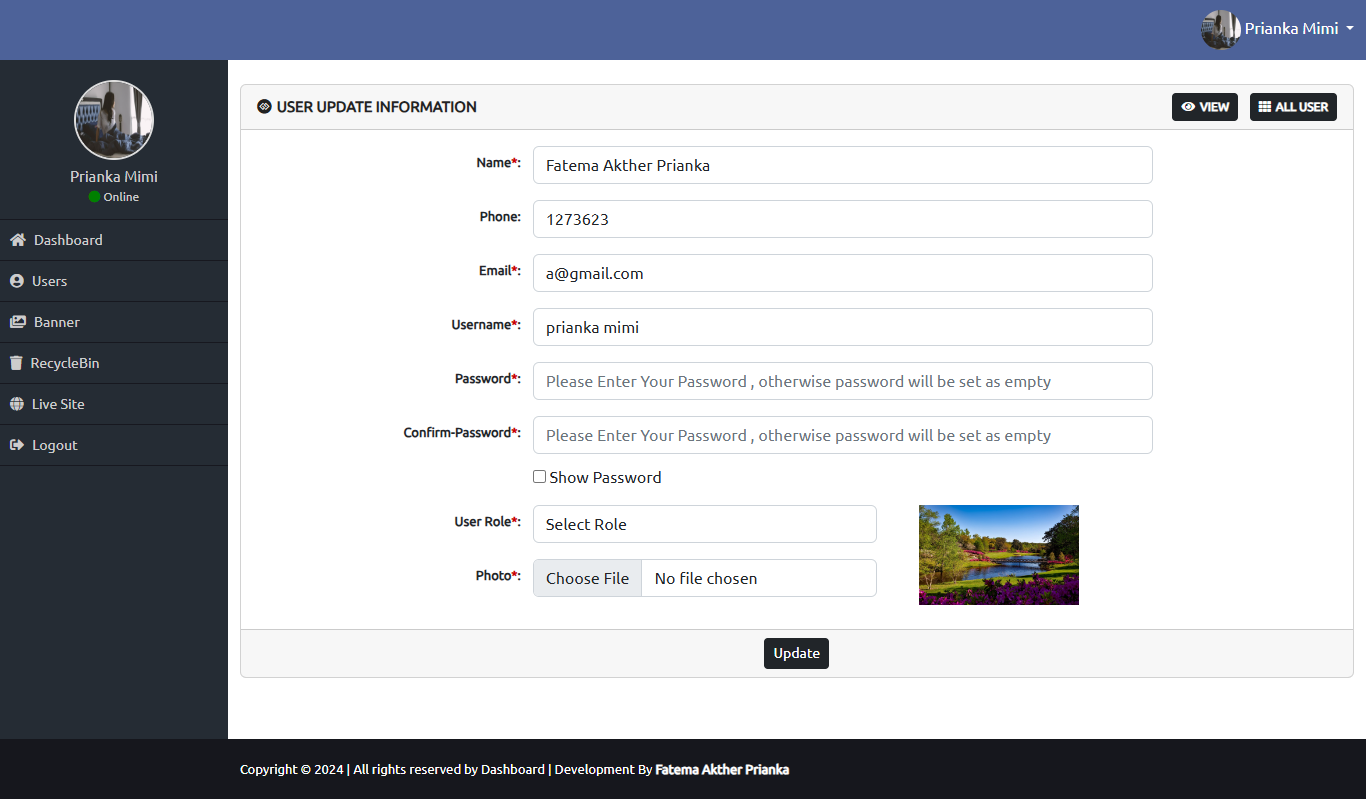 Prianka Mimi
Prianka Mimi
Online
Dashboard
Users
Banner
RecycleBin
Live Site
Logout
USER UPDATE INFORMATION
VIEW
ALL USER
Name*: Fatema Akther Prianka
Phone: 1273623
Email*: a@gmail.com
Username*: prianka mimi
Password*: Please Enter Your Password , otherwise password will be set as empty
Confirm-Password*: Please Enter Your Password , otherwise password will be set as empty
Show Password
User Role*: Select Role
Photo*: Choose File No file chosen
Update
Copyright © 2024 | All rights reserved by Dashboard | Development By Fatema Akther Prianka